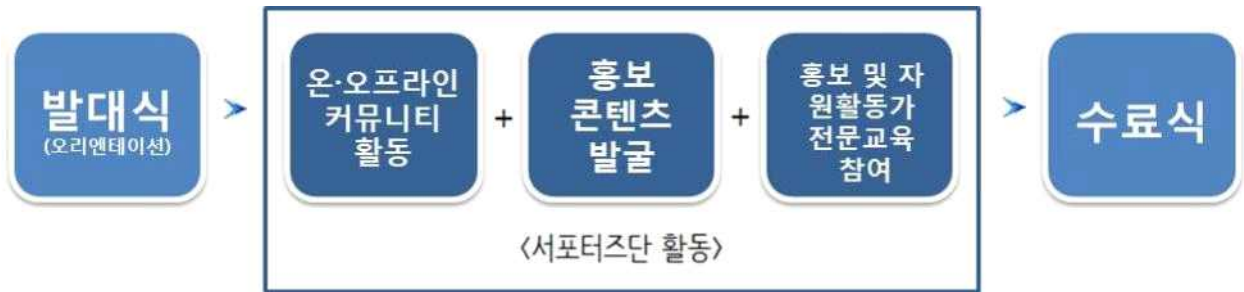 발대식
(오리엔테이션)
온·오프라인
커뮤니티
활동
+
홍보
콘텐츠
발굴
+
홍보 및 자
원활동가
전문교육
참여
수료식
<서포터즈단 활동>